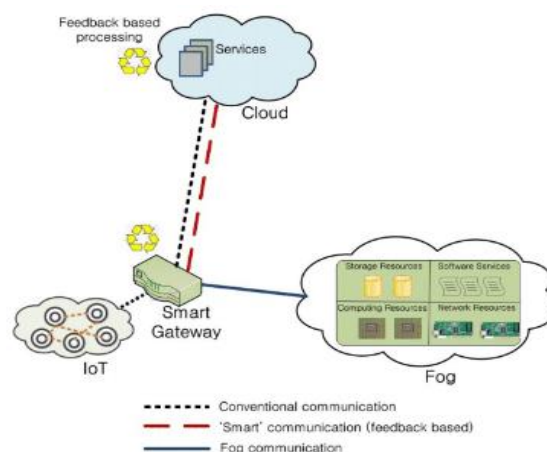 Feedback based
processing
Services
Cloud
Smart
Gateway
IoT
Storage Resources
Software Services
Computing Resources
Network Resources
Fog
Conventional communication
'Smart' communication (feedback based)
Fog communication